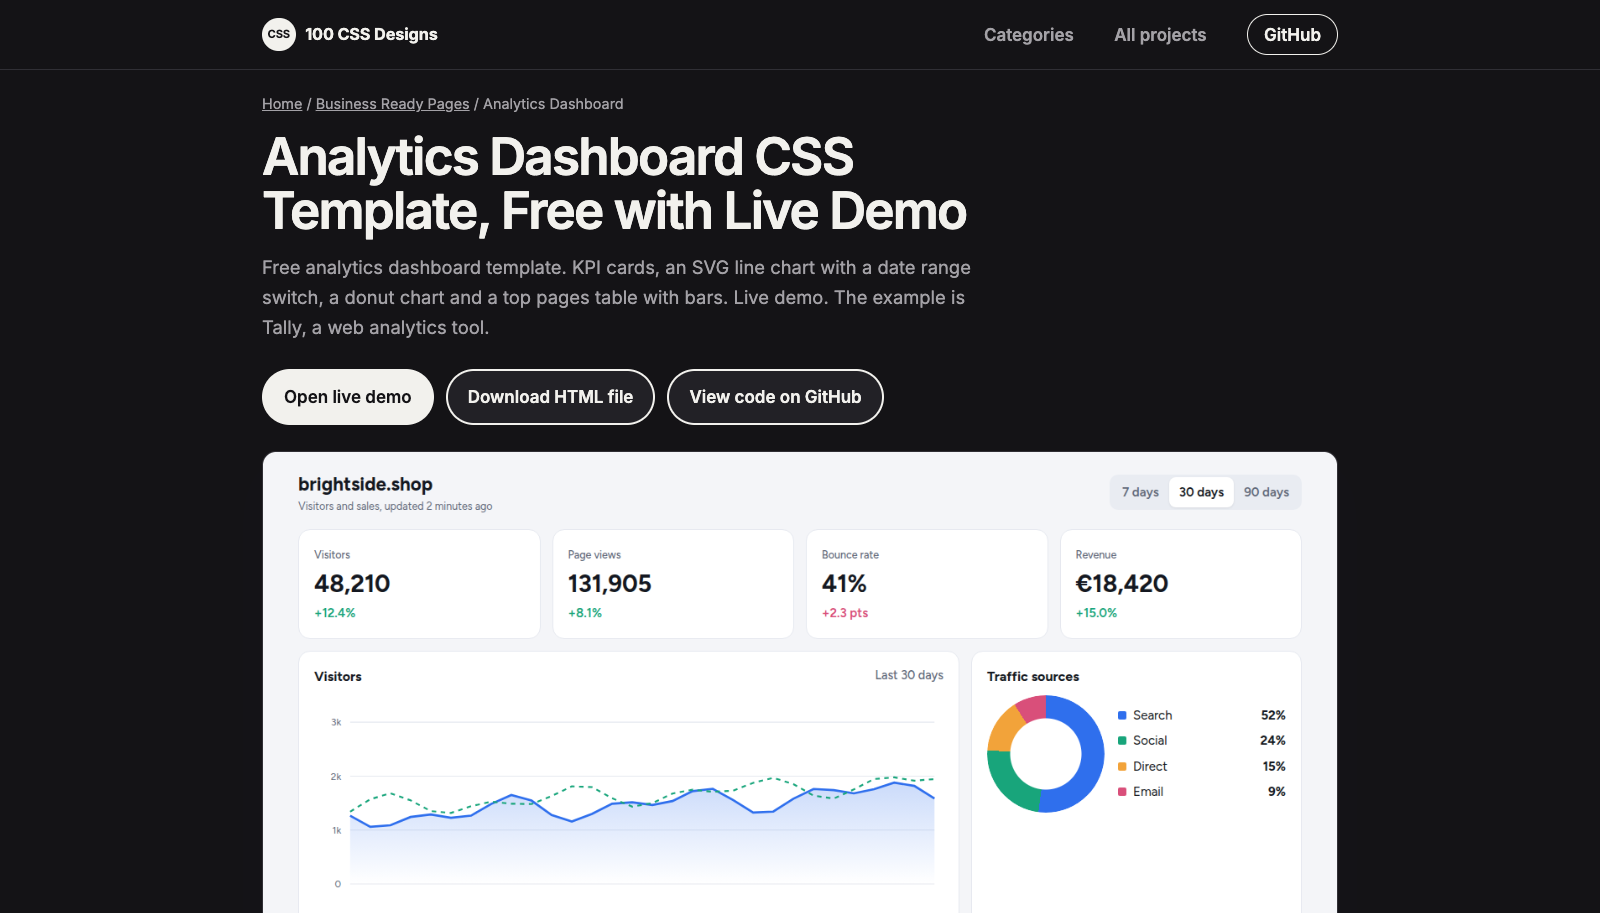 CSS 100 CSS Designs
Categories All projects GitHub
Home / Business Ready Pages / Analytics Dashboard
Analytics Dashboard CSS
Template, Free with Live Demo
Free analytics dashboard template. KPI cards, an SVG line chart with a date range
switch, a donut chart and a top pages table with bars. Live demo. The example is
Tally, a web analytics tool.
Open live demo Download HTML file View code on GitHub
brightside.shop
Visitors and sales, updated 2 minutes ago
7 days 30 days 90 days
Visitors
48,210
+12.4%
Page views
131,905
+8.1%
Bounce rate
41%
+2.3 pts
Revenue
€18,420
+15.0%
Visitors Last 30 days
3k
2k
1k
0
Traffic sources
Search 52%
Social 24%
Direct 15%
Email 9%